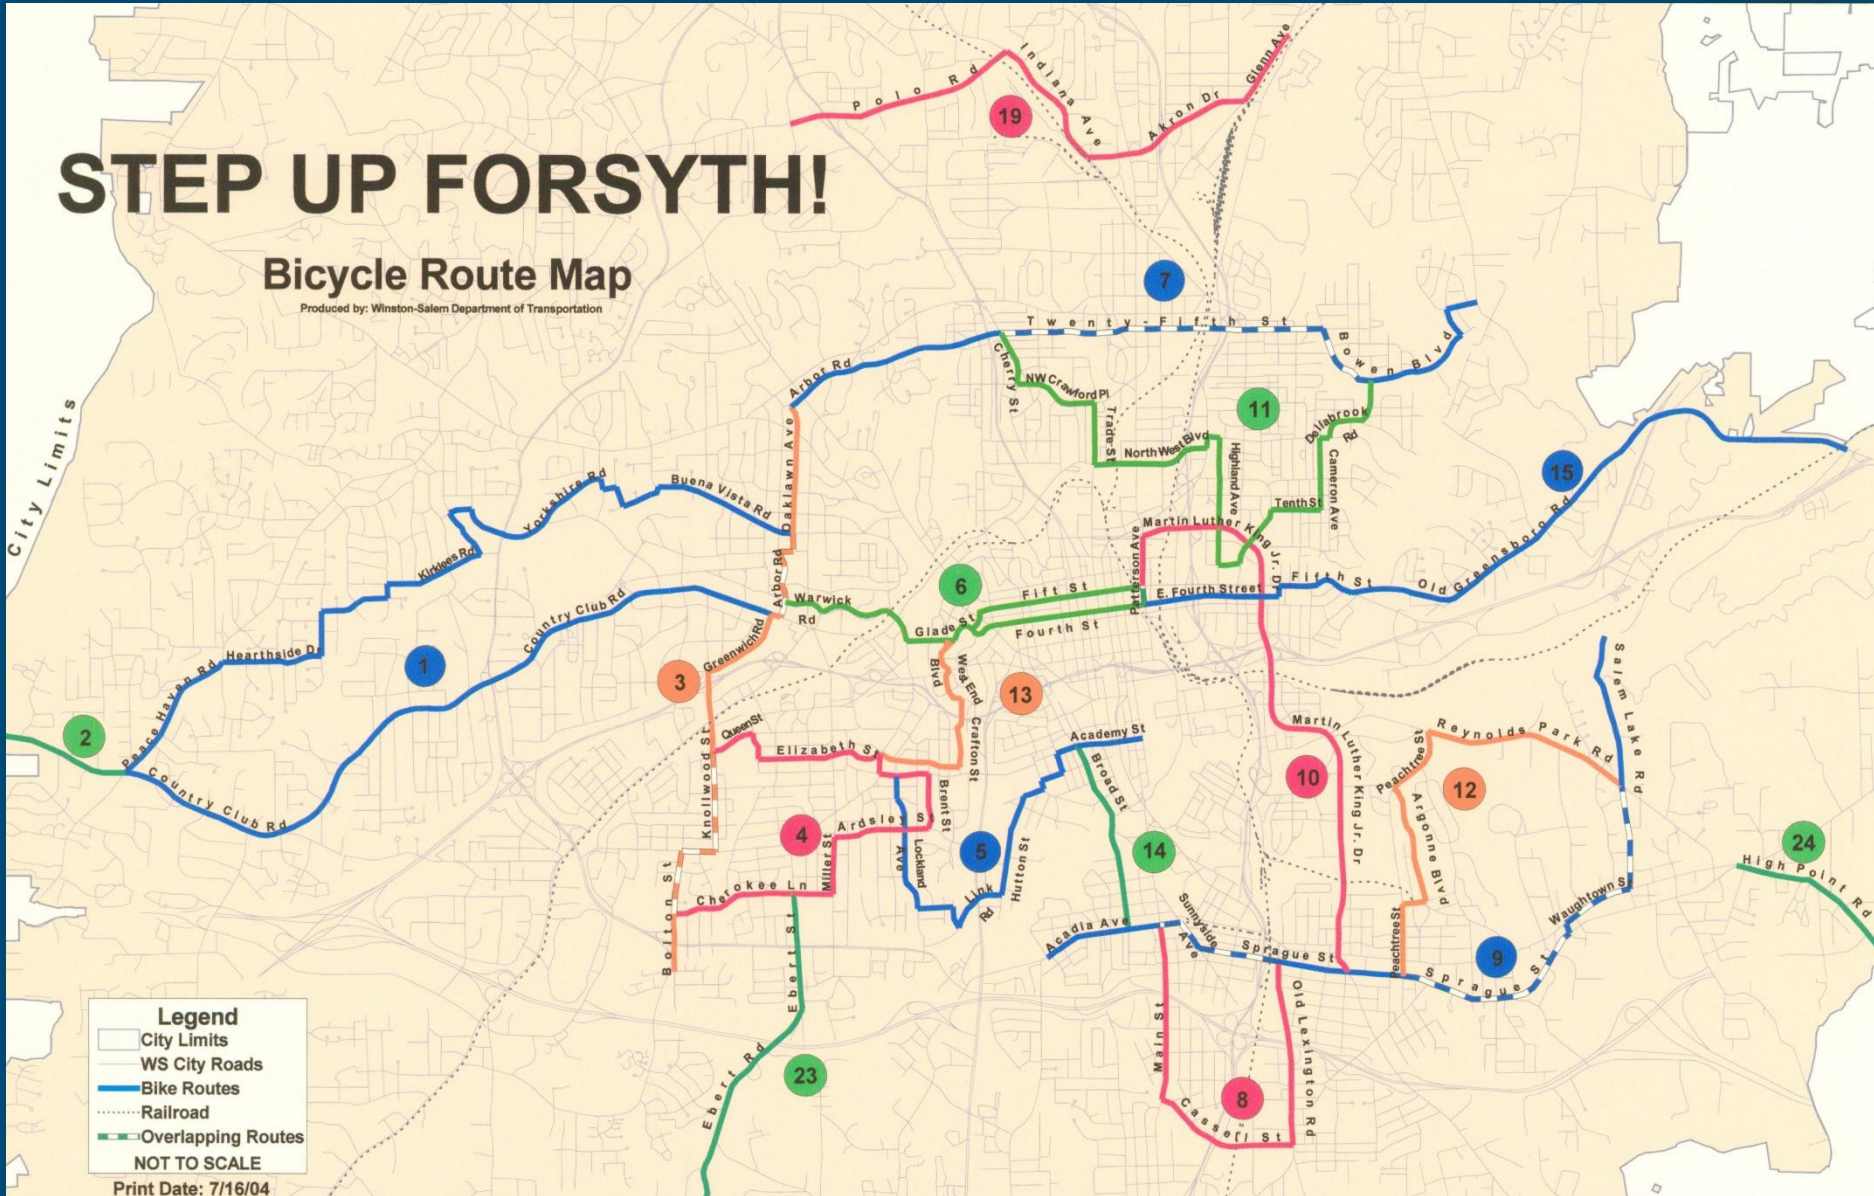 STEP UP FORSYTH!
Bicycle Route Map
Produced by: Winston-Salem Department of Transportation
City Limits
Polo Rd
Indiana Ave
Akron Dr
Glenn Ave
19
7
Twenty-Fifth St
Bowen Blvd
Arbor Rd
Cherry St
NW Crawford Pl
Trade St
North West Blvd
11
Dellabrook Rd
Highland Ave
Cameron Ave
Tenth St
15
Old Greensboro Rd
Oaklawn Ave
Buena Vista Rd
Yorkshire Rd
Kirklees Rd
Martin Luther King Jr. Dr
Patterson Ave
E. Fourth Street
Fifth St
Arbor Rd
Warwick Rd
6
Fift St
Glade St
Fourth St
Country Club Rd
Hearthside Dr
Peace Haven Rd
1
2
Country Club Rd
Greenwich Rd
3
West End Blvd
13
Crafton St
Queen St
Elizabeth St
Knollwood St
Academy St
Broad St
Martin Luther King Jr. Dr
10
Peachtree St
Reynolds Park Rd
Salem Lake Rd
12
Argonne Blvd
4
Ardsley St
Brent St
Miller St
Lockland Ave
5
Hutton St
Link Rd
14
24
High Point Rd
Cherokee Ln
Bolton St
Ebert St
Acadia Ave
Sunnyside Ave
Sprague St
Peachtree St
Sprague St
9
Waughtown St
Main St
Old Lexington Rd
8
Cassell St
Ebert Rd
23
Legend
City Limits
WS City Roads
Bike Routes
Railroad
Overlapping Routes
NOT TO SCALE
Print Date: 7/16/04